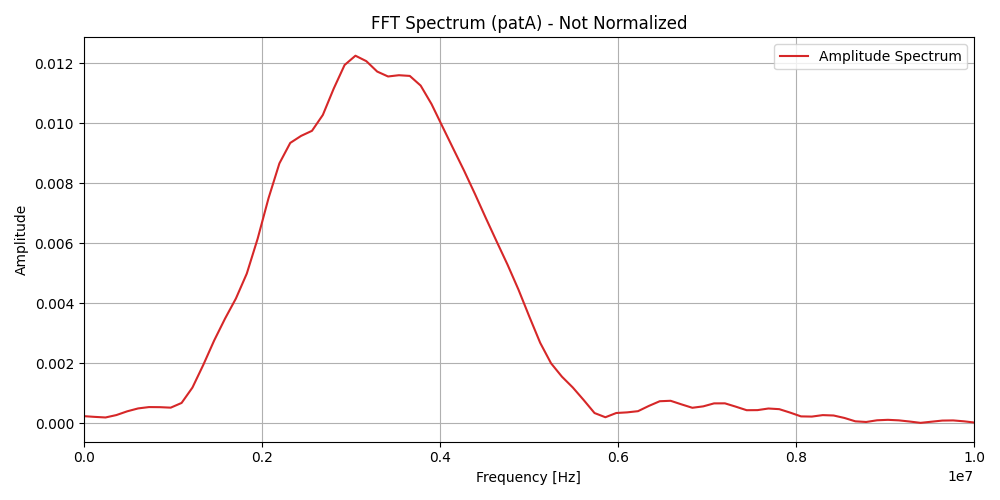 FFT Spectrum (patA) - Not Normalized
Amplitude Spectrum
0.012
0.010
0.008
0.006
0.004
0.002
0.000
Amplitude
0.0 0.2 0.4 0.6 0.8 1.0
1e7
Frequency [Hz]